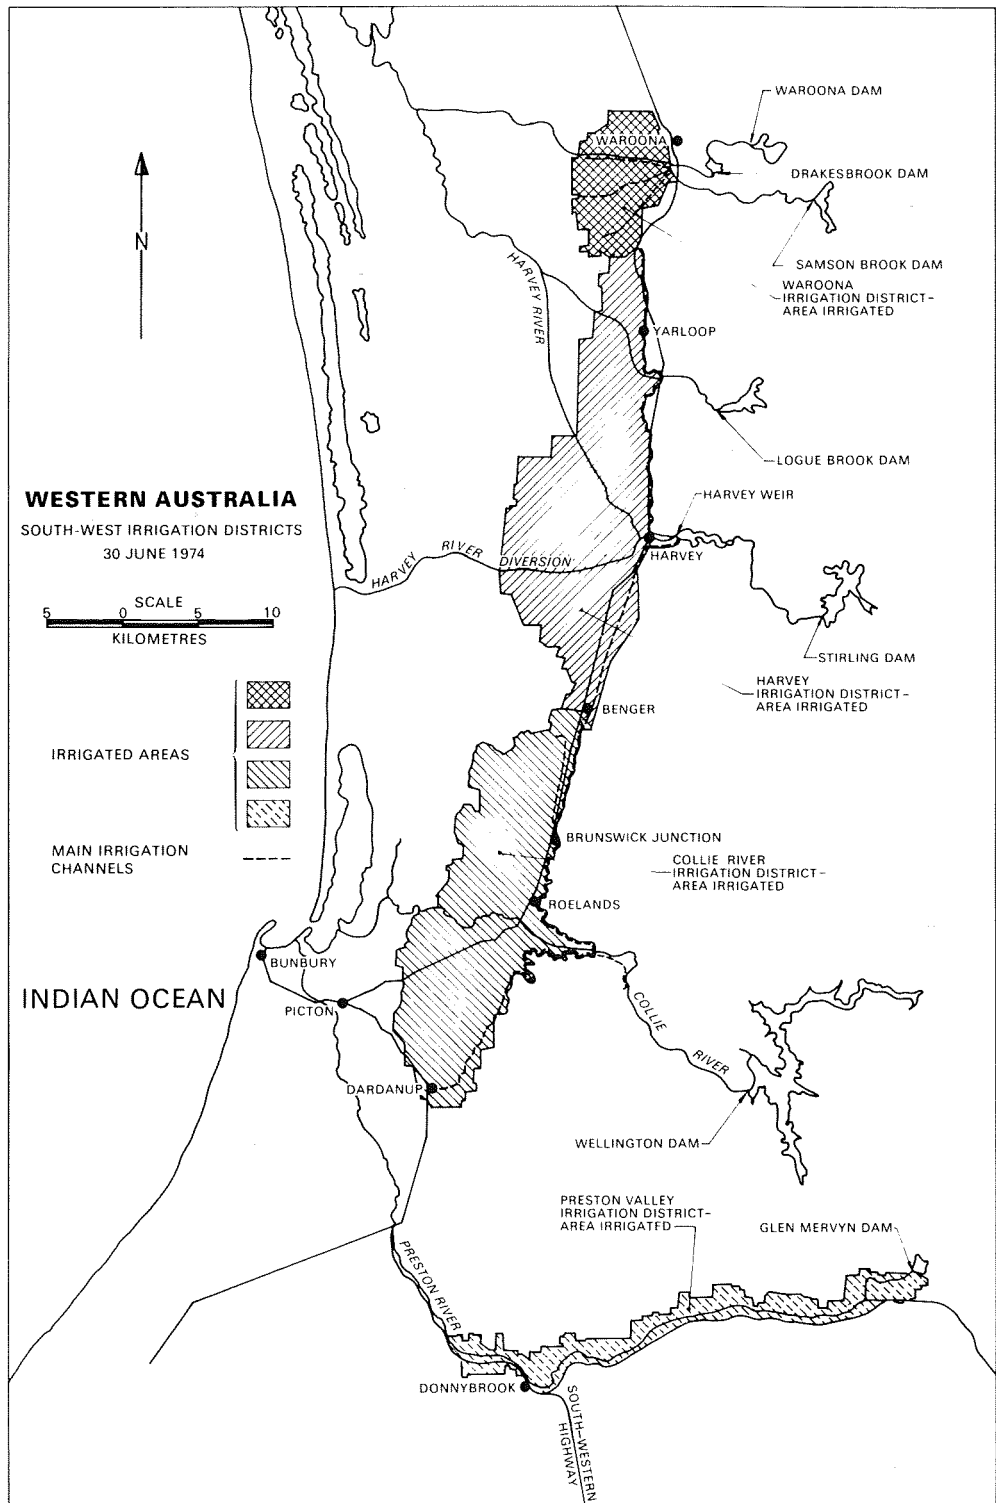 WAROONA DAM
WAROONA
DRAKESBROOK DAM
N
SAMSON BROOK DAM
WAROONA
IRRIGATION DISTRICT–
AREA IRRIGATED
HARVEY RIVER
YARLOOP
LOGUE BROOK DAM
WESTERN AUSTRALIA
SOUTH-WEST IRRIGATION DISTRICTS
30 JUNE 1974
HARVEY WEIR
HARVEY
HARVEY RIVER DIVERSION
SCALE
5 0 5 10
KILOMETRES
STIRLING DAM
HARVEY
IRRIGATION DISTRICT–
AREA IRRIGATED
BENGER
IRRIGATED AREAS
MAIN IRRIGATION
CHANNELS
BRUNSWICK JUNCTION
COLLIE RIVER
IRRIGATION DISTRICT–
AREA IRRIGATED
ROELANDS
BUNBURY
INDIAN OCEAN
PICTON
COLLIE RIVER
DARDANUP
WELLINGTON DAM
PRESTON VALLEY
IRRIGATION DISTRICT–
AREA IRRIGATED
GLEN MERVYN DAM
PRESTON RIVER
DONNYBROOK
SOUTH–WESTERN
HIGHWAY